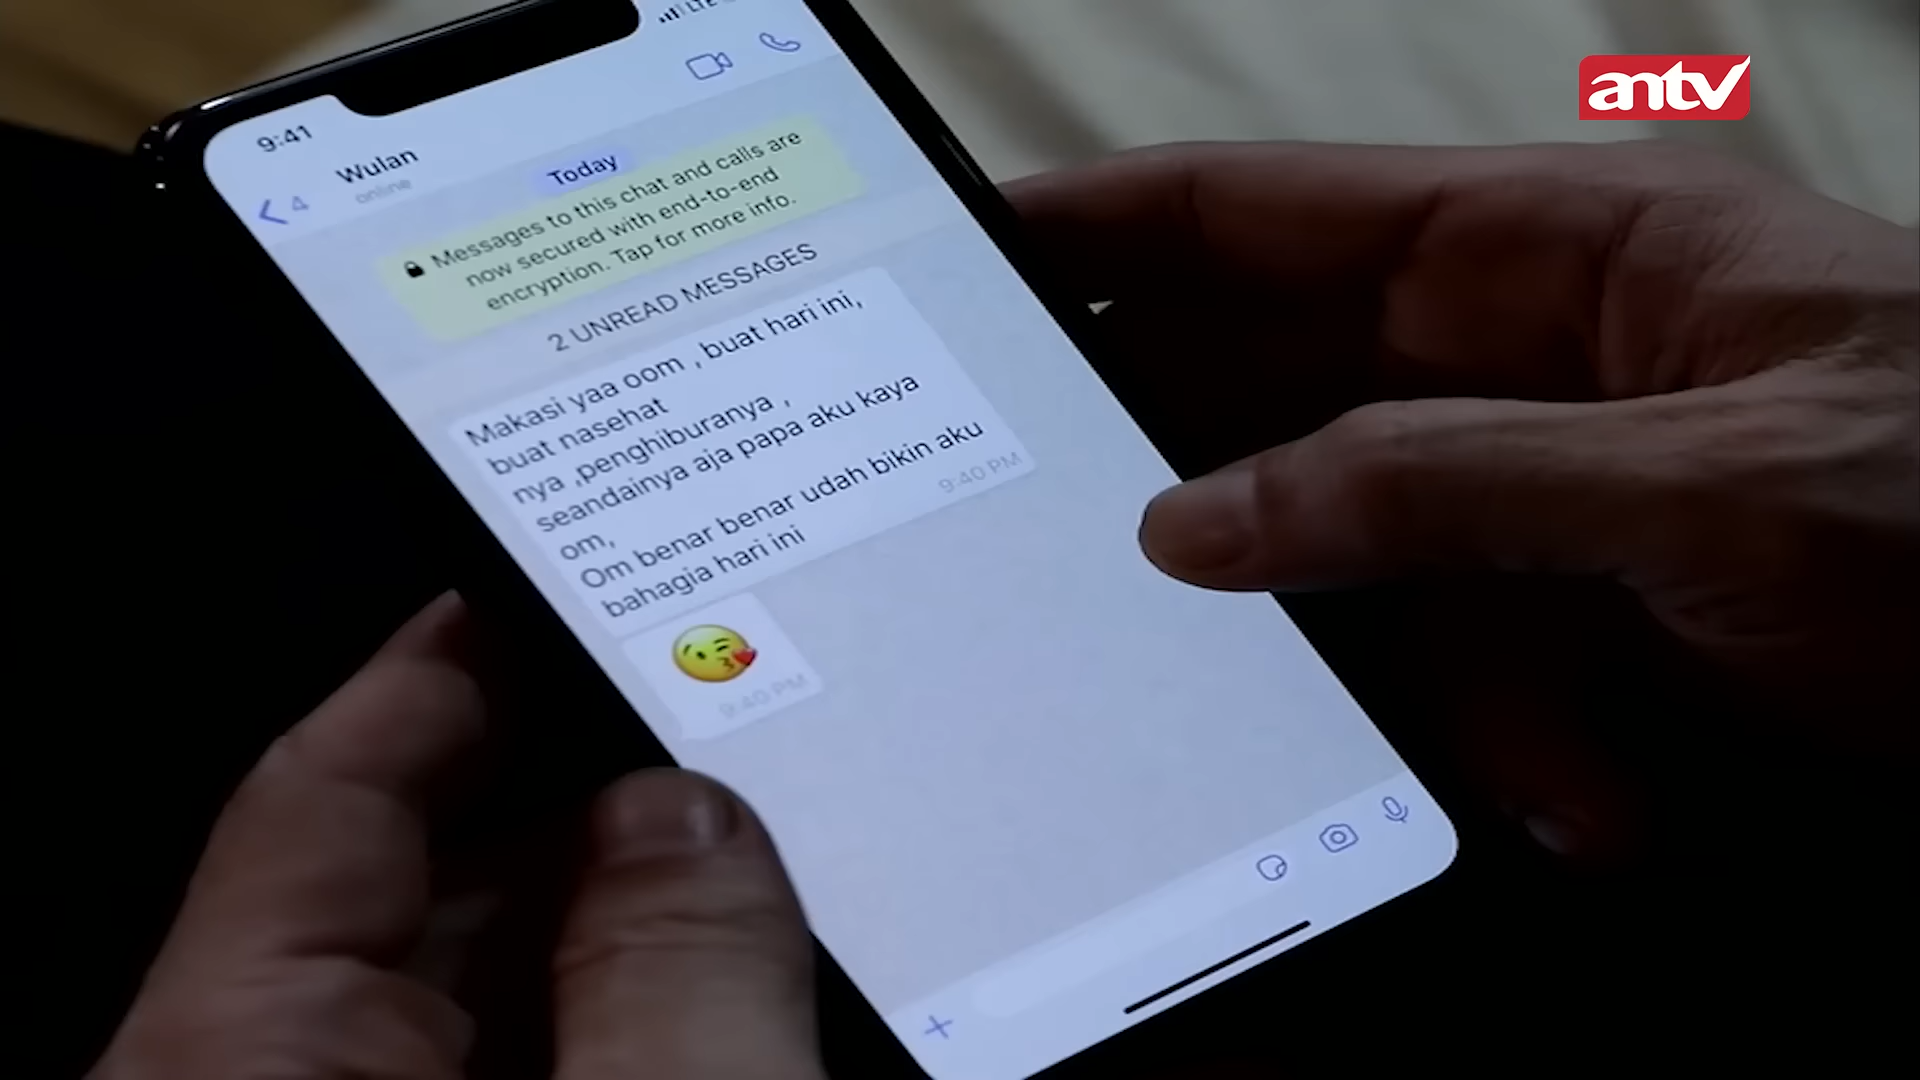 antv
LTE
9:41
4
Wulan
online
Today
Messages to this chat and calls are
now secured with end-to-end
encryption. Tap for more info.
2 UNREAD MESSAGES
Makasi yaa oom , buat hari ini,
buat nasehat
nya ,penghiburanya ,
seandainya aja papa aku kaya
om,
Om benar benar udah bikin aku
bahagia hari ini
9:40 PM
9:40 PM